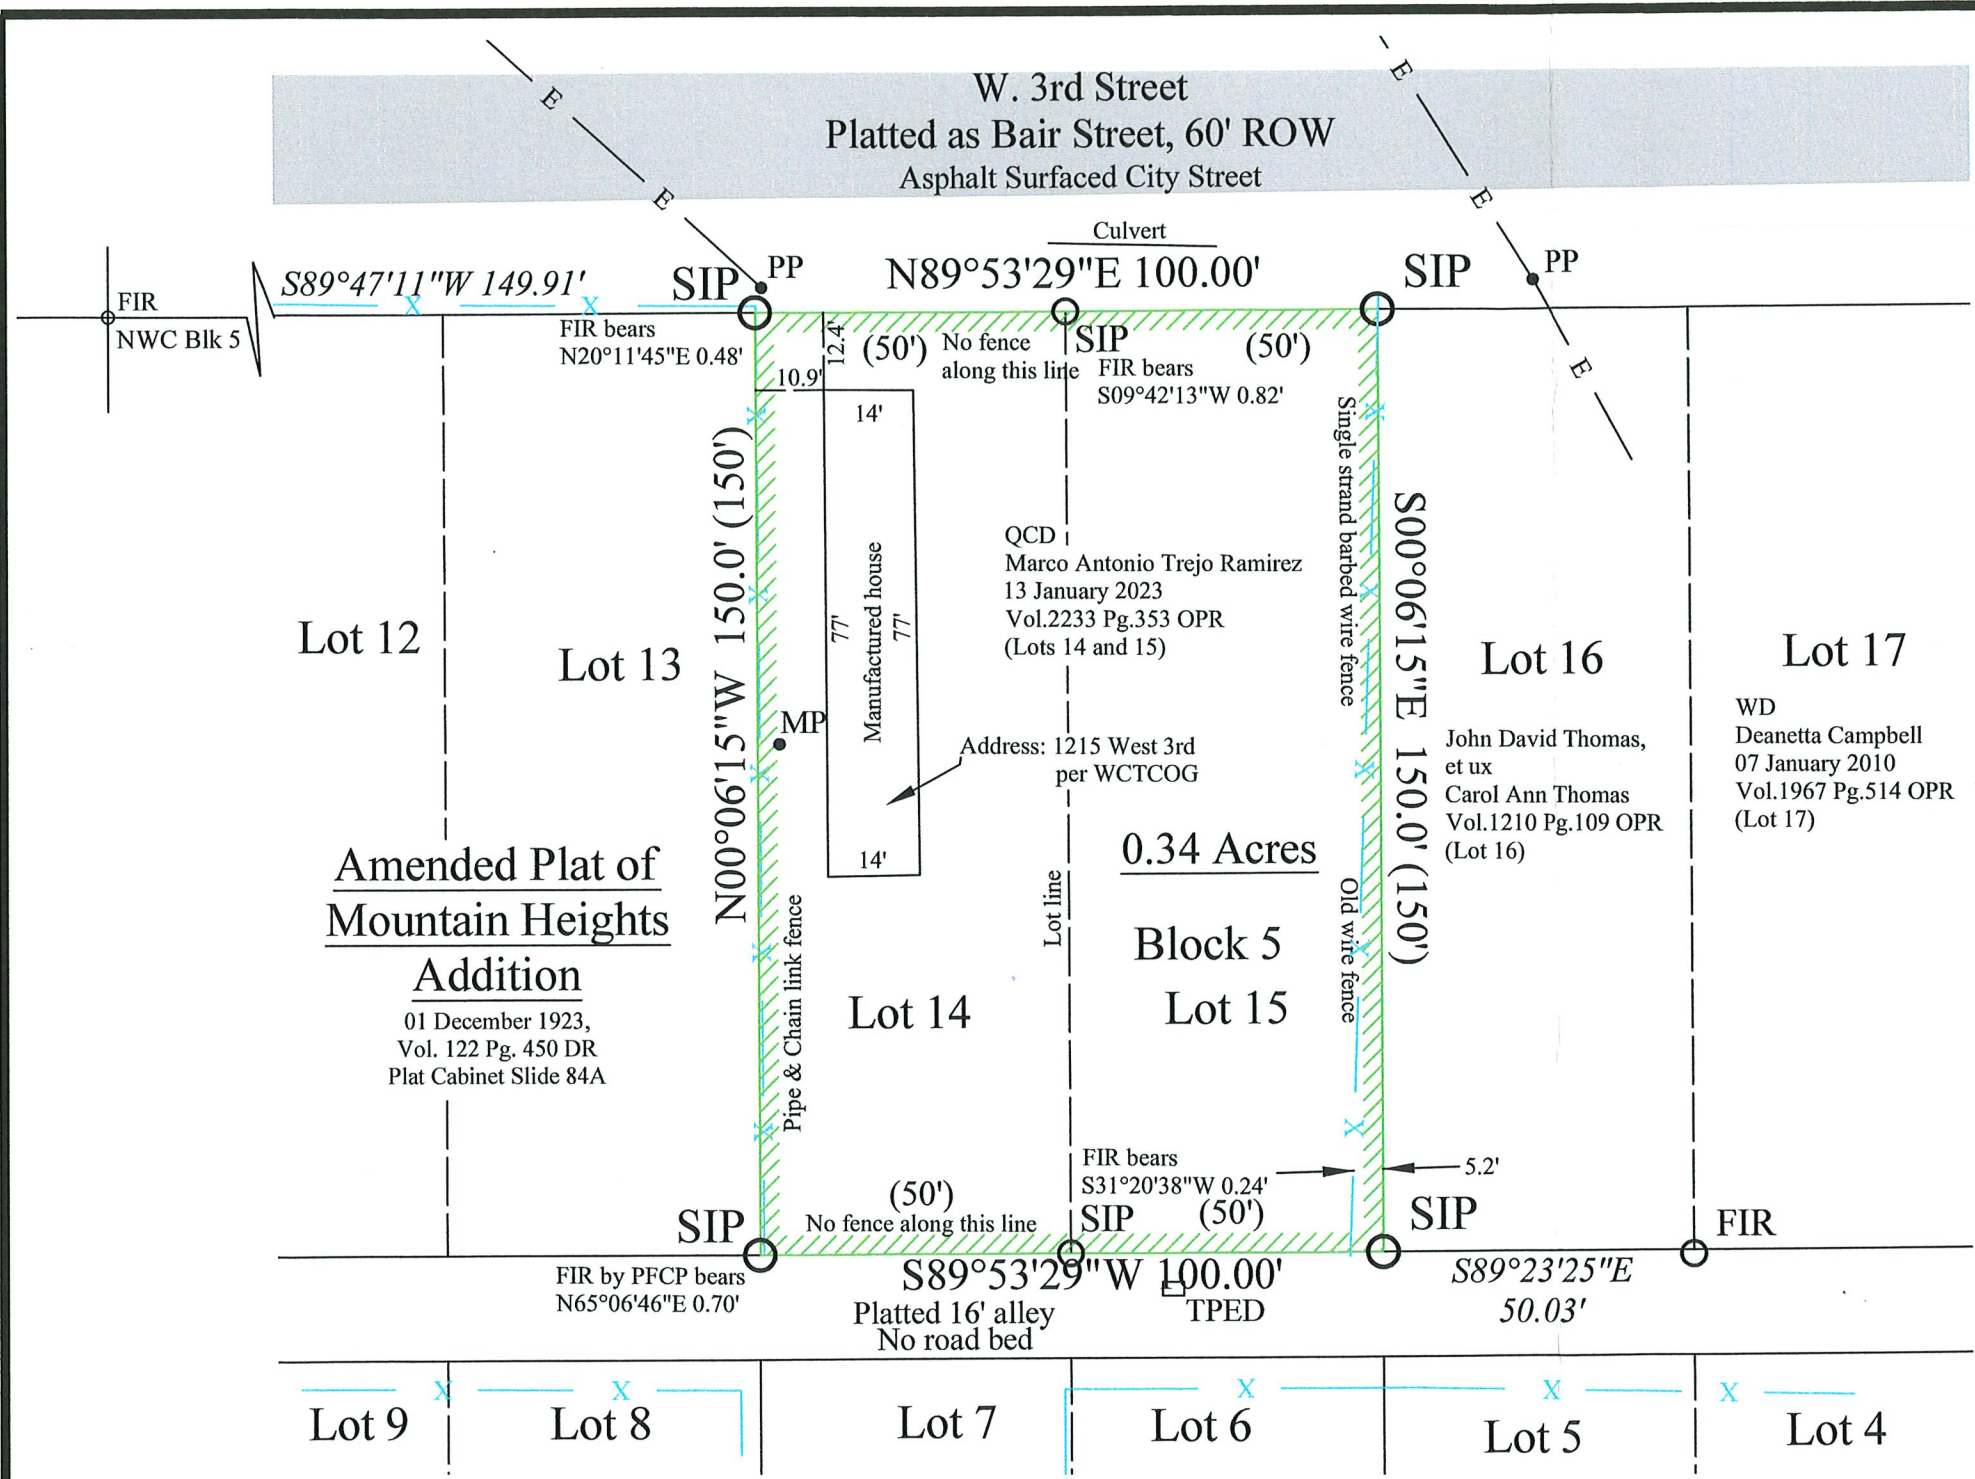 W. 3rd Street
Platted as Bair Street, 60' ROW
Asphalt Surfaced City Street
E
E
E
E
E
Culvert
N89°53'29"E 100.00'
S89°47'11"W 149.91'
X
X
FIR
NWC Blk 5
SIP
PP
SIP
PP
FIR bears
N20°11'45"E 0.48'
12.4'
10.9'
(50')
No fence
along this line
SIP
FIR bears
S09°42'13"W 0.82'
(50')
14'
77'
Manufactured house
77'
14'
N00°06'15"W 150.0' (150')
X
X
X
X
X
MP
Pipe & Chain link fence
QCD
Marco Antonio Trejo Ramirez
13 January 2023
Vol.2233 Pg.353 OPR
(Lots 14 and 15)
Address: 1215 West 3rd
per WCTCOG
Single strand barbed wire fence
Old wire fence
X
X
X
X
X
S00°06'15"E 150.0' (150')
Lot 12
Lot 13
Lot 16
Lot 17
John David Thomas,
et ux
Carol Ann Thomas
Vol.1210 Pg.109 OPR
(Lot 16)
WD
Deanetta Campbell
07 January 2010
Vol.1967 Pg.514 OPR
(Lot 17)
Amended Plat of
Mountain Heights
Addition
01 December 1923,
Vol. 122 Pg. 450 DR
Plat Cabinet Slide 84A
0.34 Acres
Block 5
Lot line
Lot 14
Lot 15
FIR bears
S31°20'38"W 0.24'
5.2'
SIP
(50')
No fence along this line
SIP
(50')
SIP
FIR
FIR by PFCP bears
N65°06'46"E 0.70'
S89°53'29"W 100.00'
Platted 16' alley
No road bed
TPED
S89°23'25"E
50.03'
X
X
X
X
X
Lot 9
Lot 8
Lot 7
Lot 6
Lot 5
Lot 4